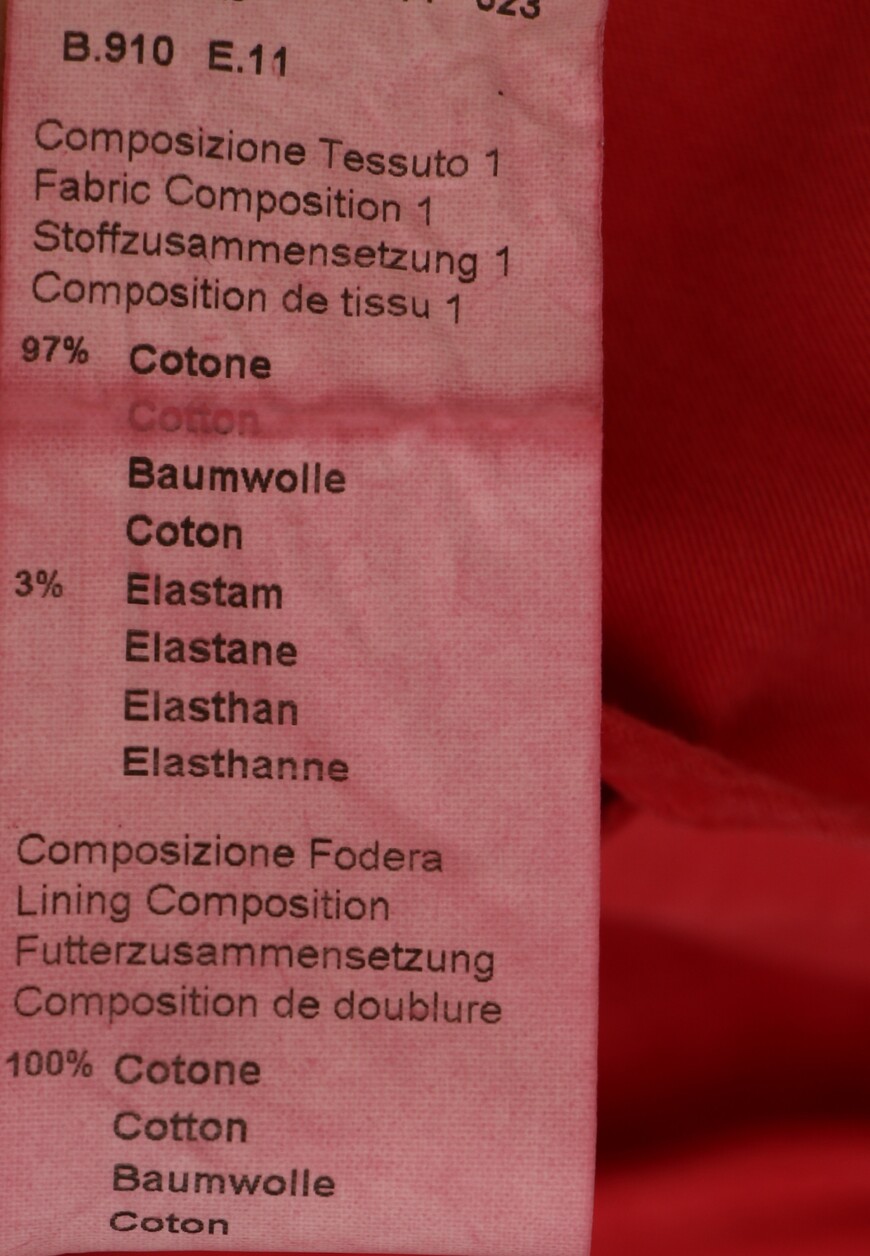 023
B.910 E.11
Composizione Tessuto 1
Fabric Composition 1
Stoffzusammensetzung 1
Composition de tissu 1
97% Cotone
Cotton
Baumwolle
Coton
3% Elastam
Elastane
Elasthan
Elasthanne
Composizione Fodera
Lining Composition
Futterzusammensetzung
Composition de doublure
100% Cotone
Cotton
Baumwolle
Coton